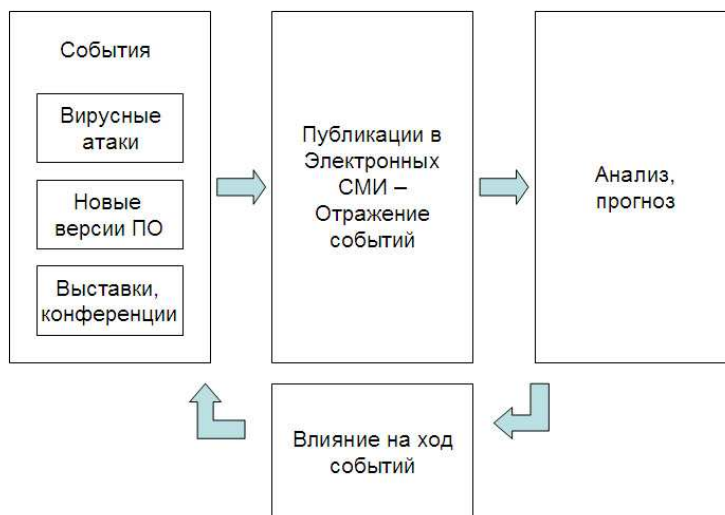 События
Вирусные
атаки
Новые
версии ПО
Выставки,
конференции
Публикации в
Электронных
СМИ –
Отражение
событий
Анализ,
прогноз
Влияние на ход
событий